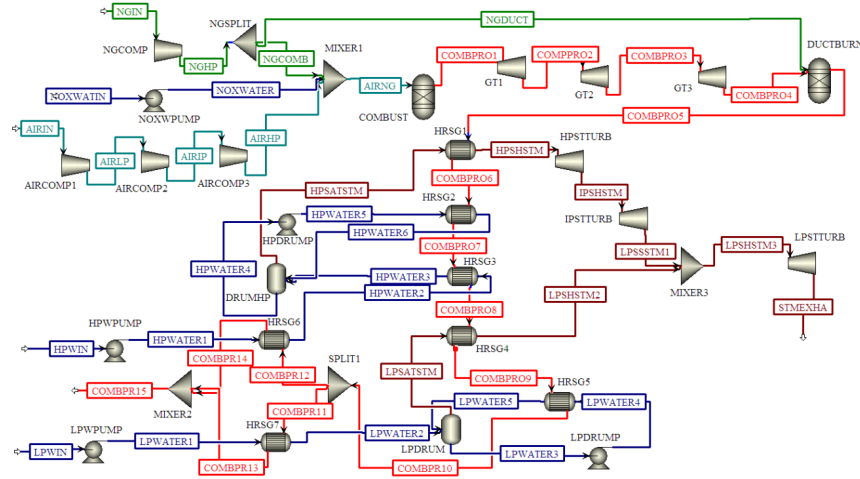 NGIN
NGSPLIT
NGDUCT
NGCOMP
NGHP
NGCOMB
MIXER1
COMBPRO1
COMPPRO2
COMBPRO3
DUCTBURN
AIRNG
GT1
GT2
GT3
COMBPRO4
NOXWATIN
NOXWATER
NOXWPUMP
COMBUST
COMBPRO5
AIRIN
AIRLP
AIRIP
AIRHP
AIRCOMP1
AIRCOMP2
AIRCOMP3
HRSG1
HPSHSTM
HPSTTURB
COMBPRO6
HPSATSTM
IPSHSTM
HRSG2
HPWATER5
IPSTTURB
HPDRUMP
HPWATER6
COMBPRO7
LPSSSTM1
LPSHSTM3
LPSTTURB
HPWATER4
HRSG3
HPWATER3
DRUMHP
HPWATER2
MIXER3
LPSHSTM2
COMBPRO8
STMEXHA
HPWPUMP
HRSG6
HRSG4
HPWIN
HPWATER1
COMBPR14
SPLIT1
LPSATSTM
COMBPR12
COMBPRO9
HRSG5
COMBPR15
MIXER2
COMBPR11
LPWATER5
LPWATER4
HRSG7
LPWPUMP
LPWATER1
LPWATER2
LPDRUMP
LPWIN
LPDRUM
LPWATER3
COMBPR13
COMBPR10